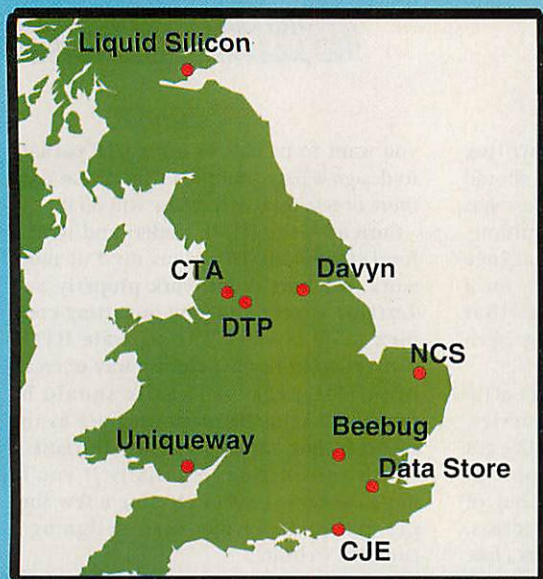 Liquid Silicon
CTA
Davyn
DTP
NCS
Beebug
Uniqueway
Data Store
CJE